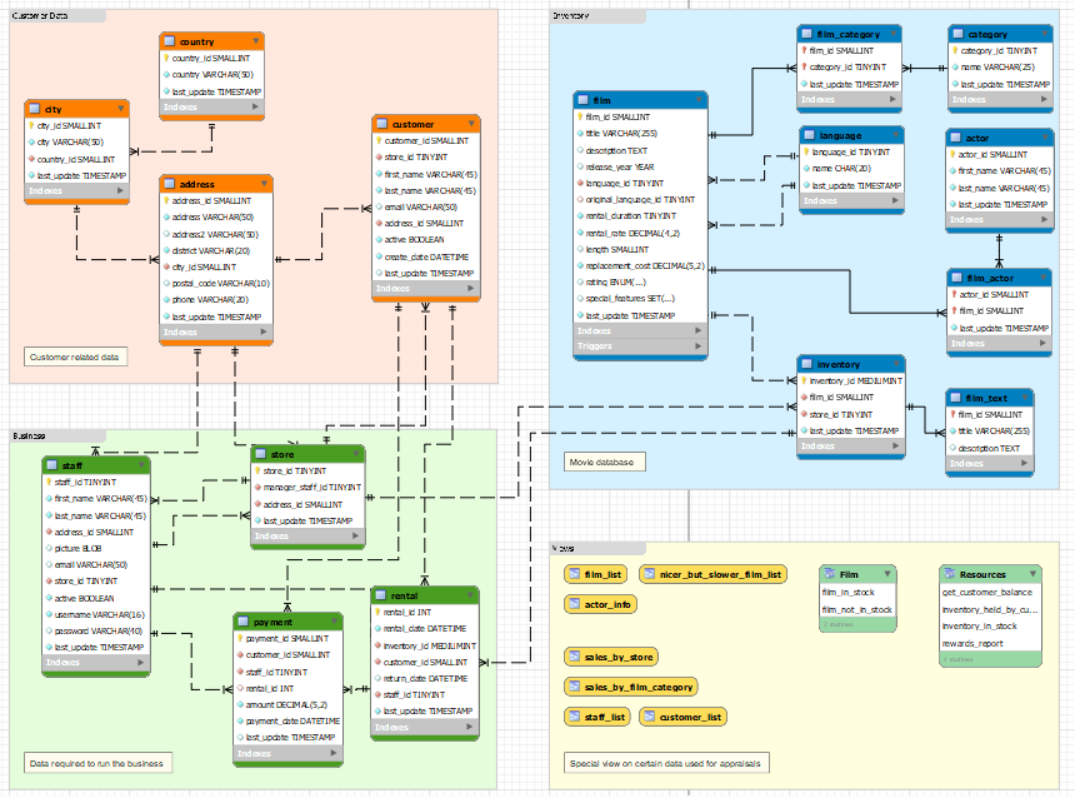 Customer Data
country
country_id SMALLINT
country VARCHAR(50)
last_update TIMESTAMP
Indexes
city
city_id SMALLINT
city VARCHAR(50)
country_id SMALLINT
last_update TIMESTAMP
Indexes
address
address_id SMALLINT
address VARCHAR(50)
address2 VARCHAR(50)
district VARCHAR(20)
city_id SMALLINT
postal_code VARCHAR(10)
phone VARCHAR(20)
last_update TIMESTAMP
Indexes
customer
customer_id SMALLINT
store_id TINYINT
first_name VARCHAR(45)
last_name VARCHAR(45)
email VARCHAR(50)
address_id SMALLINT
active BOOLEAN
create_date DATETIME
last_update TIMESTAMP
Indexes
Customer related data
Inventory
film
film_id SMALLINT
title VARCHAR(255)
description TEXT
release_year YEAR
language_id TINYINT
original_language_id TINYINT
rental_duration TINYINT
rental_rate DECIMAL(4,2)
length SMALLINT
replacement_cost DECIMAL(5,2)
rating ENUM(...)
special_features SET(...)
last_update TIMESTAMP
Indexes
Triggers
film_category
film_id SMALLINT
category_id TINYINT
last_update TIMESTAMP
Indexes
category
category_id TINYINT
name VARCHAR(25)
last_update TIMESTAMP
Indexes
language
language_id TINYINT
name CHAR(20)
last_update TIMESTAMP
Indexes
actor
actor_id SMALLINT
first_name VARCHAR(45)
last_name VARCHAR(45)
last_update TIMESTAMP
Indexes
film_actor
actor_id SMALLINT
film_id SMALLINT
last_update TIMESTAMP
Indexes
inventory
inventory_id MEDIUMINT
film_id SMALLINT
store_id TINYINT
last_update TIMESTAMP
Indexes
film_text
film_id SMALLINT
title VARCHAR(255)
description TEXT
Indexes
Movie database
Business
staff
staff_id TINYINT
first_name VARCHAR(45)
last_name VARCHAR(45)
address_id SMALLINT
picture BLOB
email VARCHAR(50)
store_id TINYINT
active BOOLEAN
username VARCHAR(16)
password VARCHAR(40)
last_update TIMESTAMP
Indexes
store
store_id TINYINT
manager_staff_id TINYINT
address_id SMALLINT
last_update TIMESTAMP
Indexes
payment
payment_id SMALLINT
customer_id SMALLINT
staff_id TINYINT
rental_id INT
amount DECIMAL(5,2)
payment_date DATETIME
last_update TIMESTAMP
Indexes
rental
rental_id INT
rental_date DATETIME
inventory_id MEDIUMINT
customer_id SMALLINT
return_date DATETIME
staff_id TINYINT
last_update TIMESTAMP
Indexes
Data required to run the business
Views
film_list
nicer_but_slower_film_list
actor_info
sales_by_store
sales_by_film_category
staff_list
customer_list
Film
film_in_stock
film_not_in_stock
2 routines
Resources
get_customer_balance
inventory_held_by_cu...
inventory_in_stock
rewards_report
4 routines
Special view on certain data used for appraisals